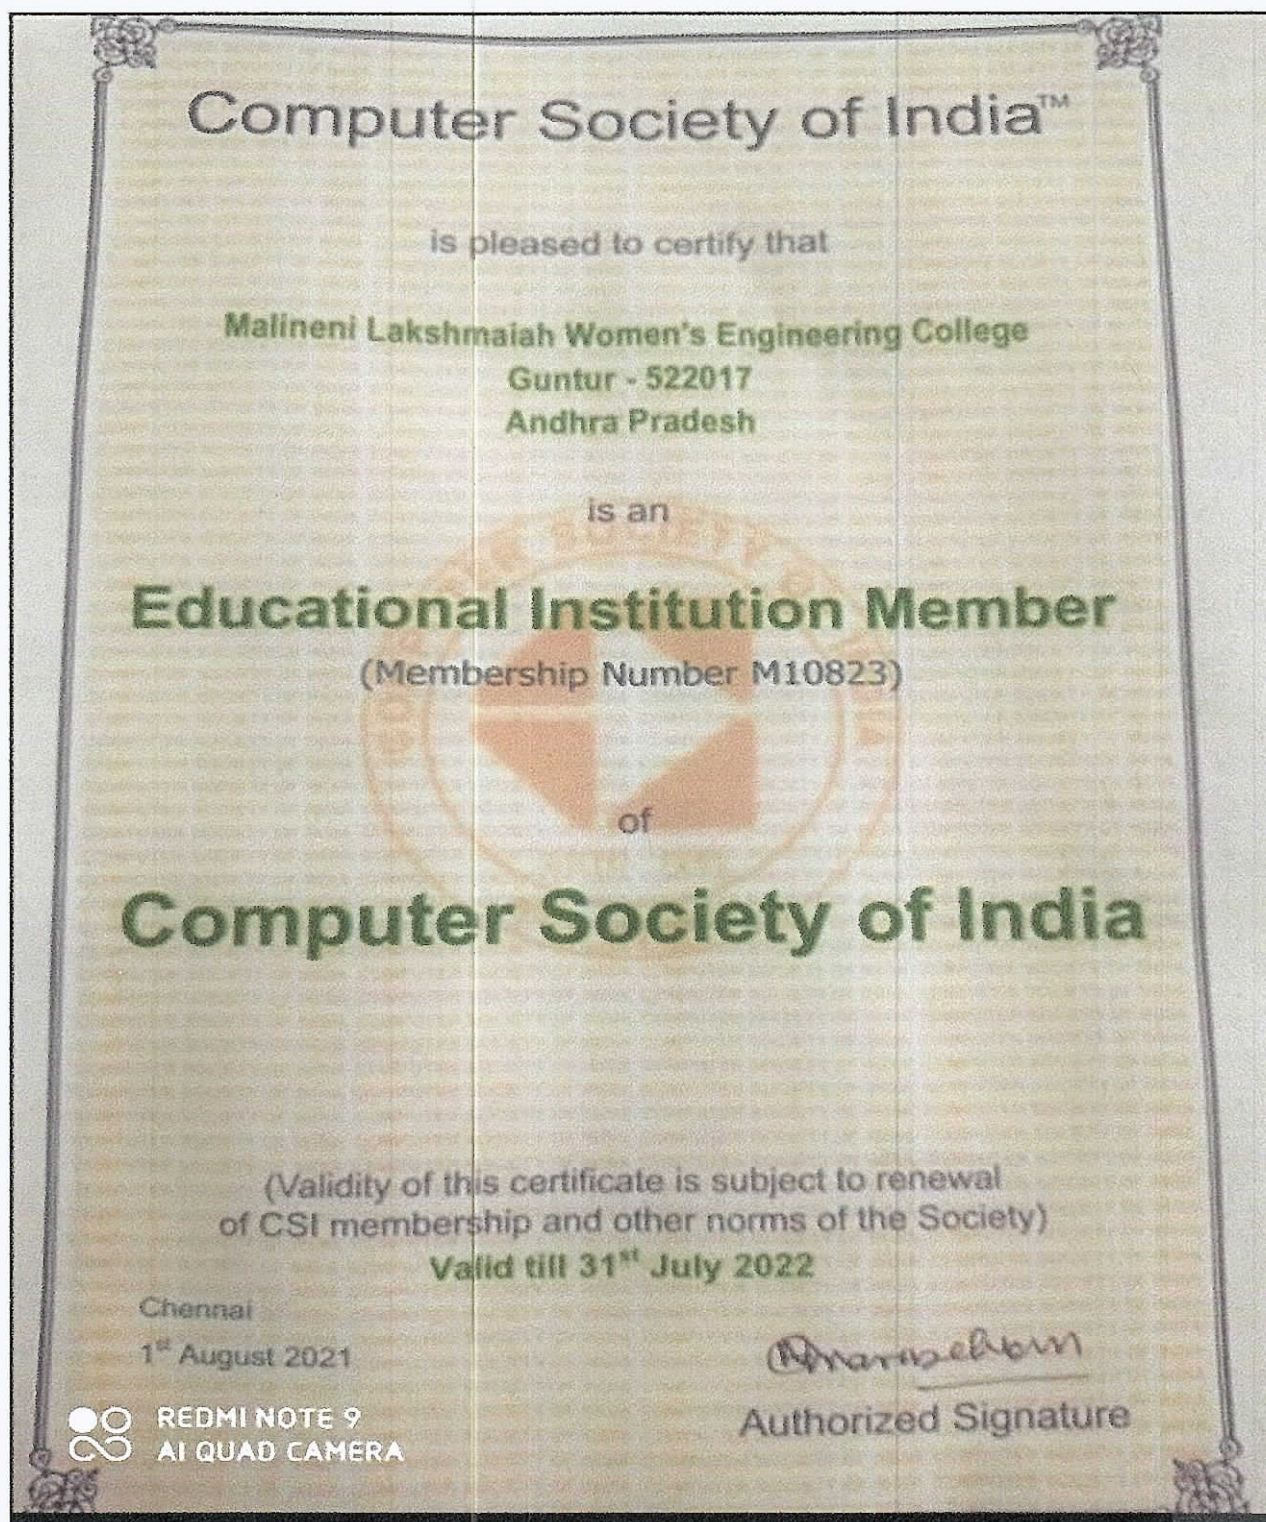 Computer Society of India™
is pleased to certify that
Malineni Lakshmaiah Women's Engineering College
Guntur - 522017
Andhra Pradesh
is an
Educational Institution Member
(Membership Number M10823)
of
Computer Society of India
(Validity of this certificate is subject to renewal
of CSI membership and other norms of the Society)
Valid till 31st July 2022
Chennai
1st August 2021
Authorized Signature
REDMI NOTE 9
AI QUAD CAMERA